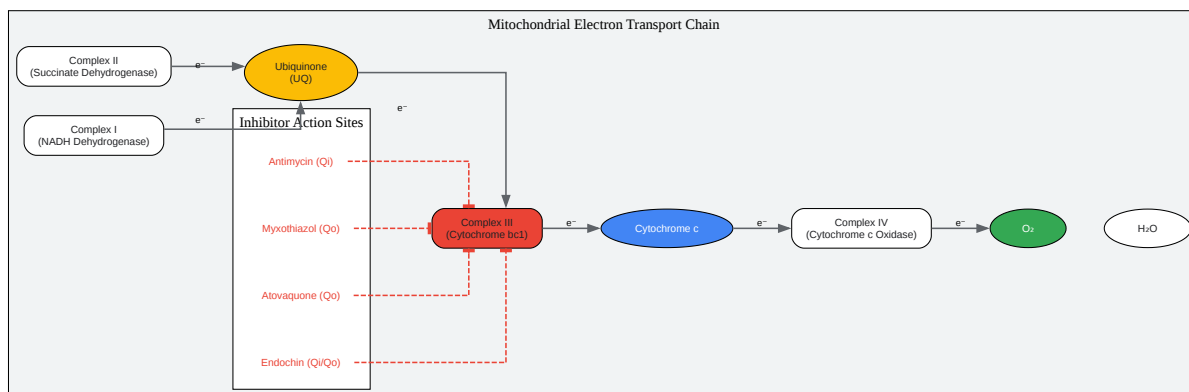 Mitochondrial Electron Transport Chain
Complex II
(Succinate Dehydrogenase)
e⁻
Ubiquinone
(UQ)
e⁻
Complex I
(NADH Dehydrogenase)
e⁻
Inhibitor Action Sites
Antimycin (Qi)
Myxothiazol (Qo)
Atovaquone (Qo)
Endochin (Qi/Qo)
Complex III
(Cytochrome bc1)
e⁻
Cytochrome c
e⁻
Complex IV
(Cytochrome c Oxidase)
e⁻
O₂
H₂O